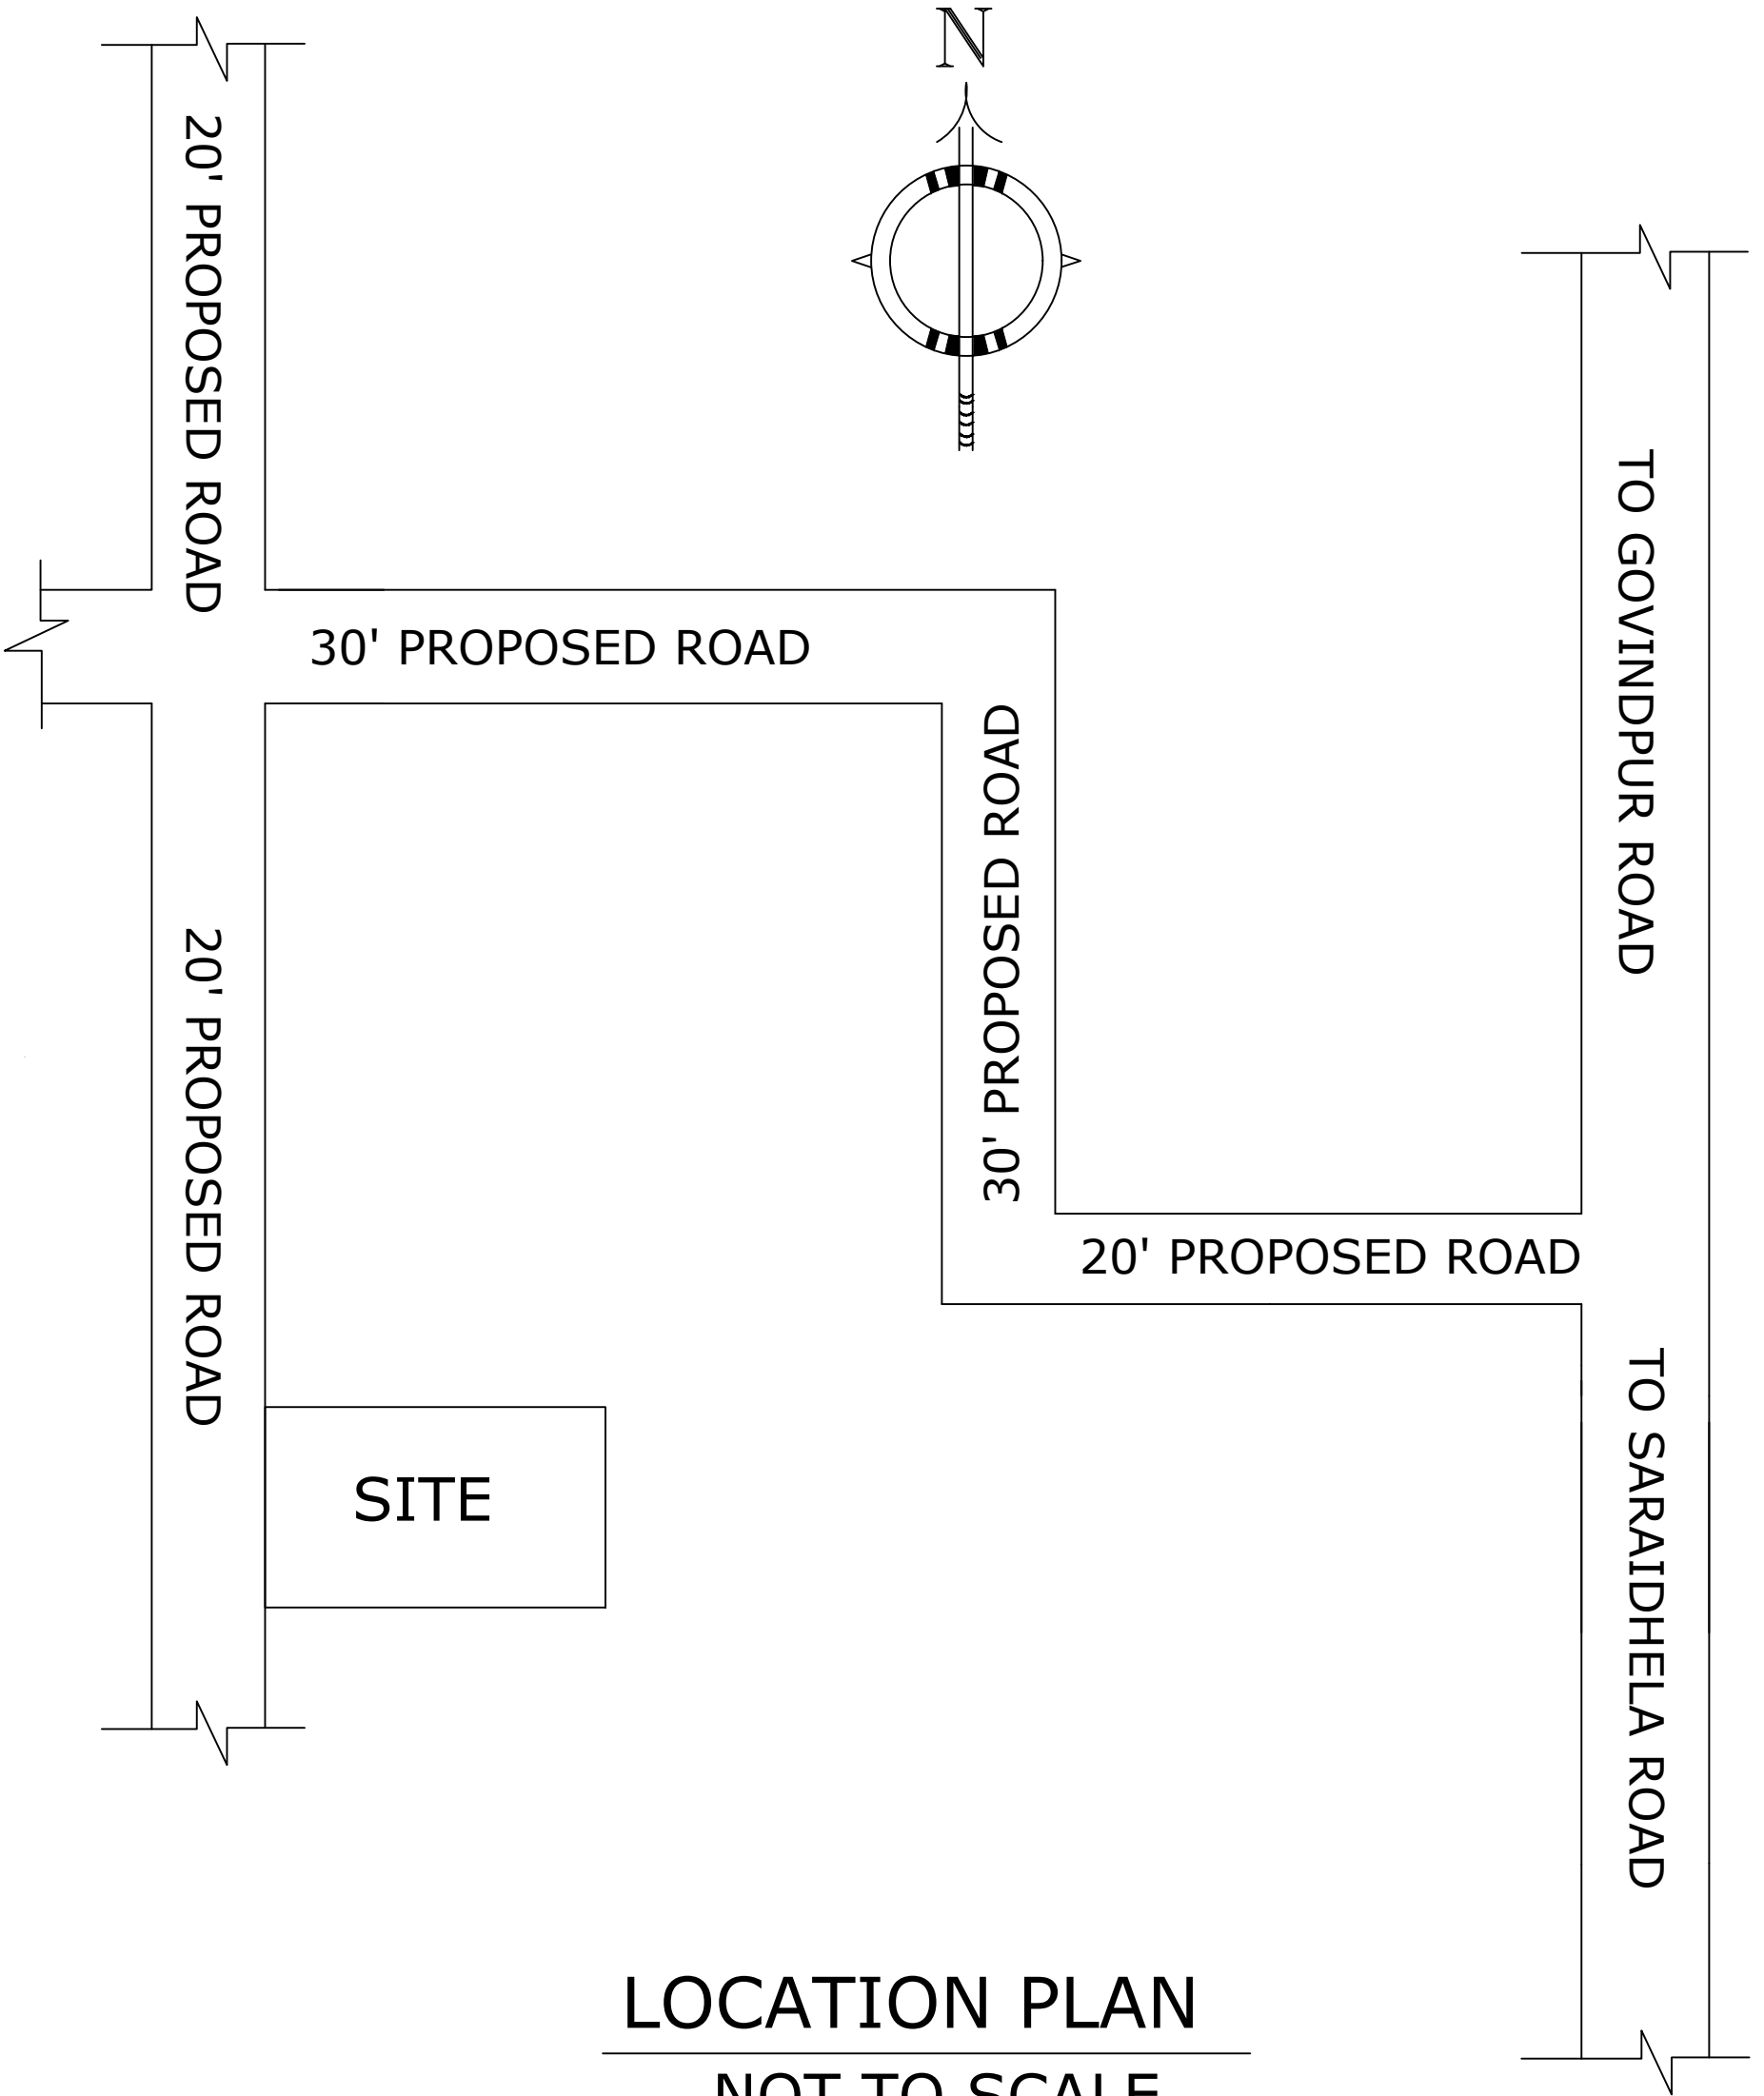 N
20' PROPOSED ROAD
TO GOVINDPUR ROAD
30' PROPOSED ROAD
30' PROPOSED ROAD
20' PROPOSED ROAD
20' PROPOSED ROAD
TO SARAIDHELA ROAD
SITE
LOCATION PLAN
NOT TO SCALE